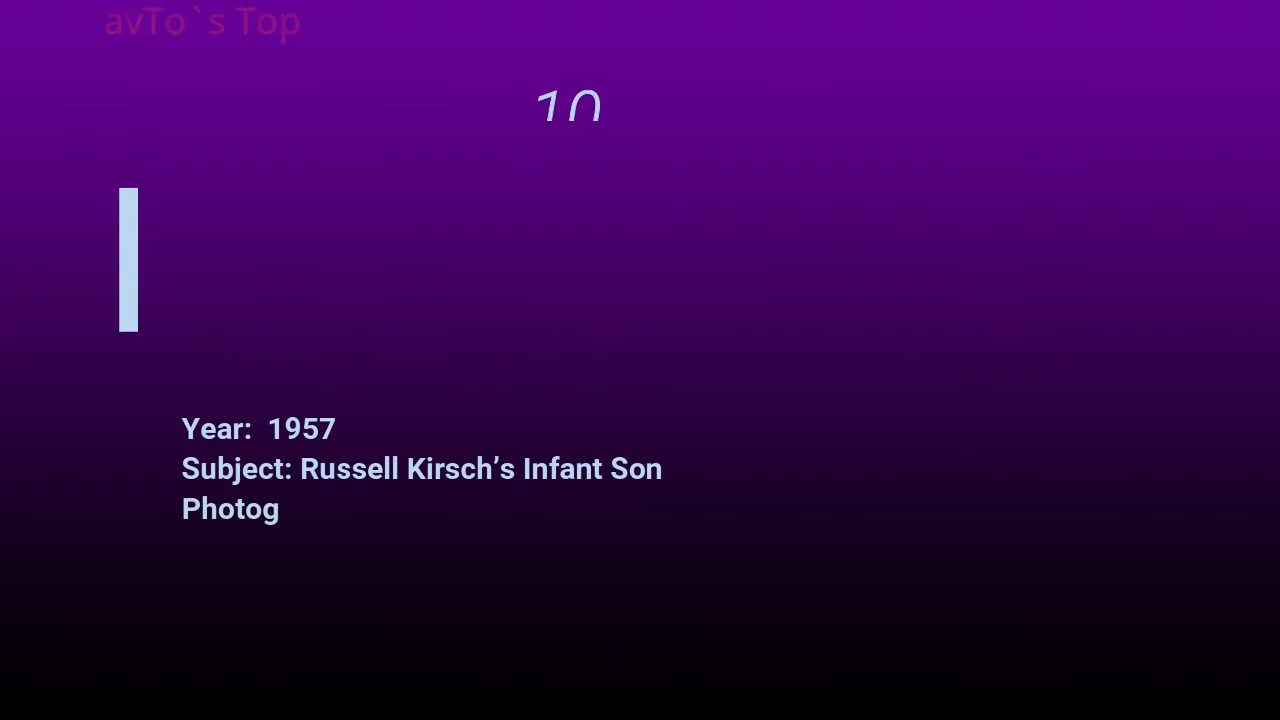 avTo`s Top
10
Year: 1957
Subject: Russell Kirsch’s Infant Son
Photog